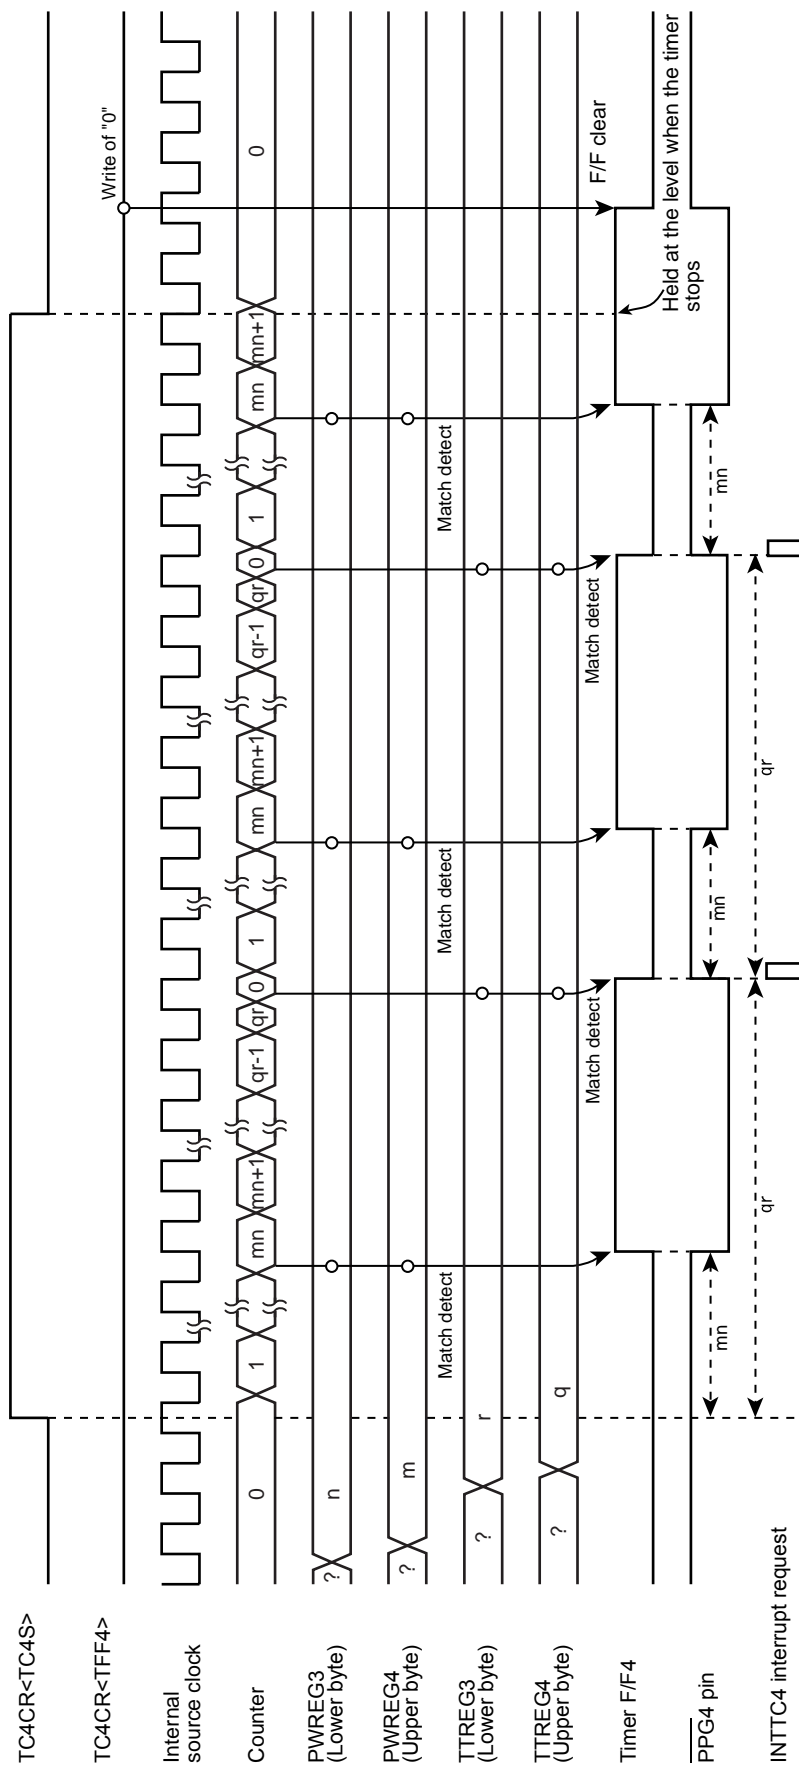 TC4CR<TC4S>
TC4CR<TFF4>
Write of "0"
Internal
source clock
Counter
0
1
mn
mn+1
qr-1
qr
0
1
mn
mn+1
qr-1
qr
0
1
mn
mn+1
0
PWREG3
(Lower byte)
?
n
PWREG4
(Upper byte)
?
m
Match detect
Match detect
Match detect
TTREG3
(Lower byte)
?
r
TTREG4
(Upper byte)
?
q
Match detect
Match detect
F/F clear
Timer F/F4
Held at the level when the timer
stops
PPG4 pin
mn
mn
mn
qr
qr
INTTC4 interrupt request